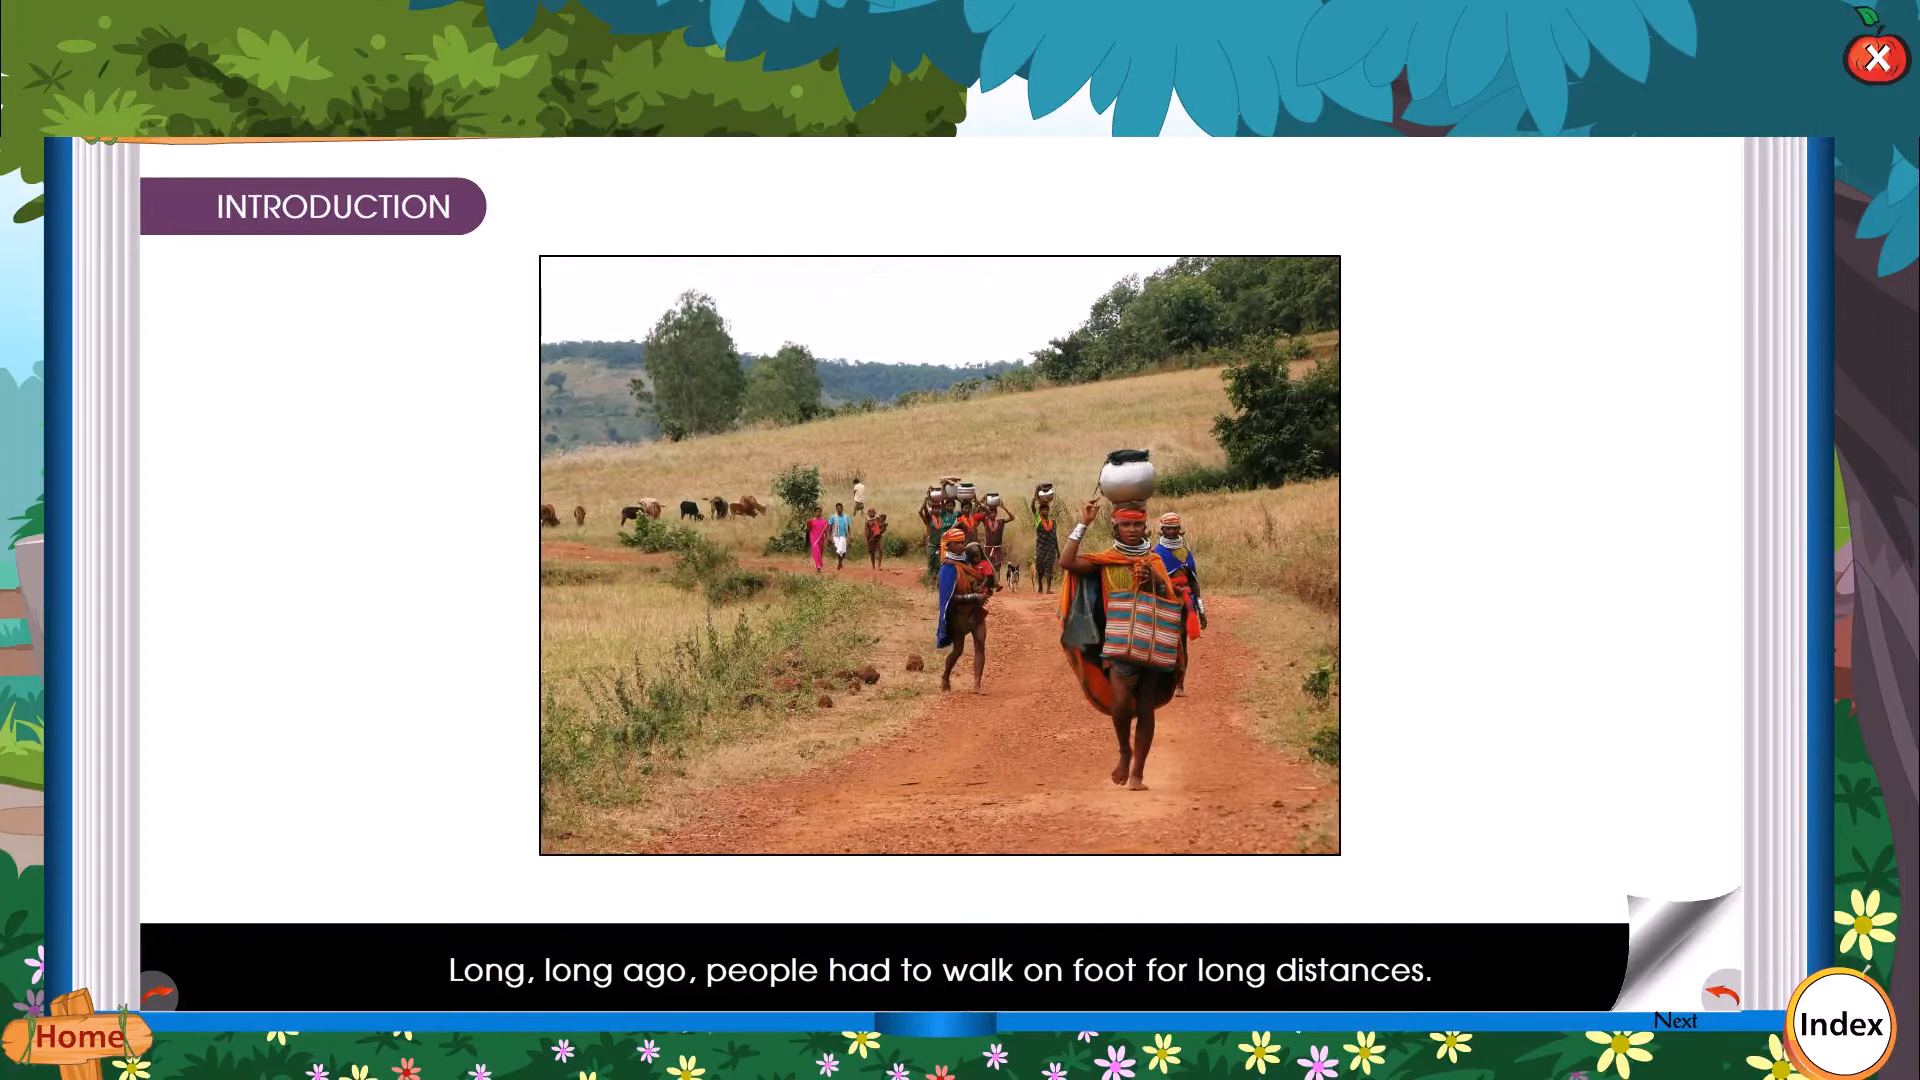 INTRODUCTION
Long, long ago, people had to walk on foot for long distances.
Next
Home
Index